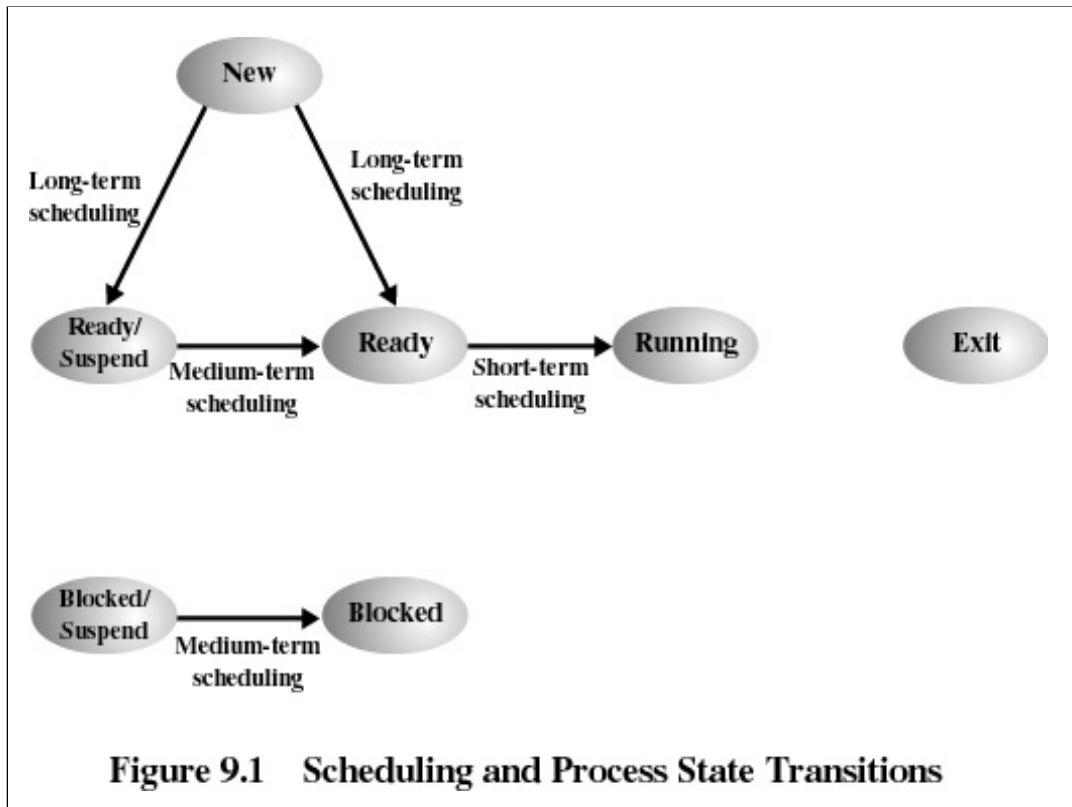 New
Long-term
scheduling
Long-term
scheduling
Ready/
Suspend
Ready
Running
Exit
Medium-term
scheduling
Short-term
scheduling
Blocked/
Suspend
Blocked
Medium-term
scheduling
Figure 9.1 Scheduling and Process State Transitions